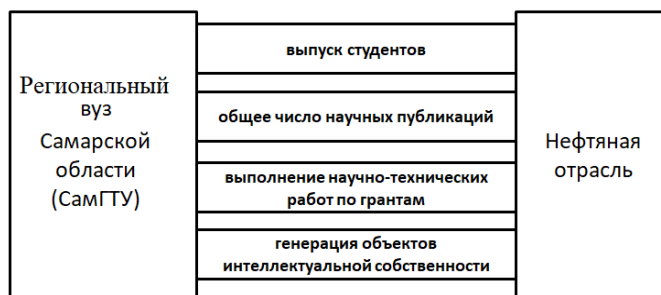 Региональный
вуз
Самарской
области
(СамГТУ)
выпуск студентов
общее число научных публикаций
выполнение научно-технических
работ по грантам
генерация объектов
интеллектуальной собственности
Нефтяная
отрасль